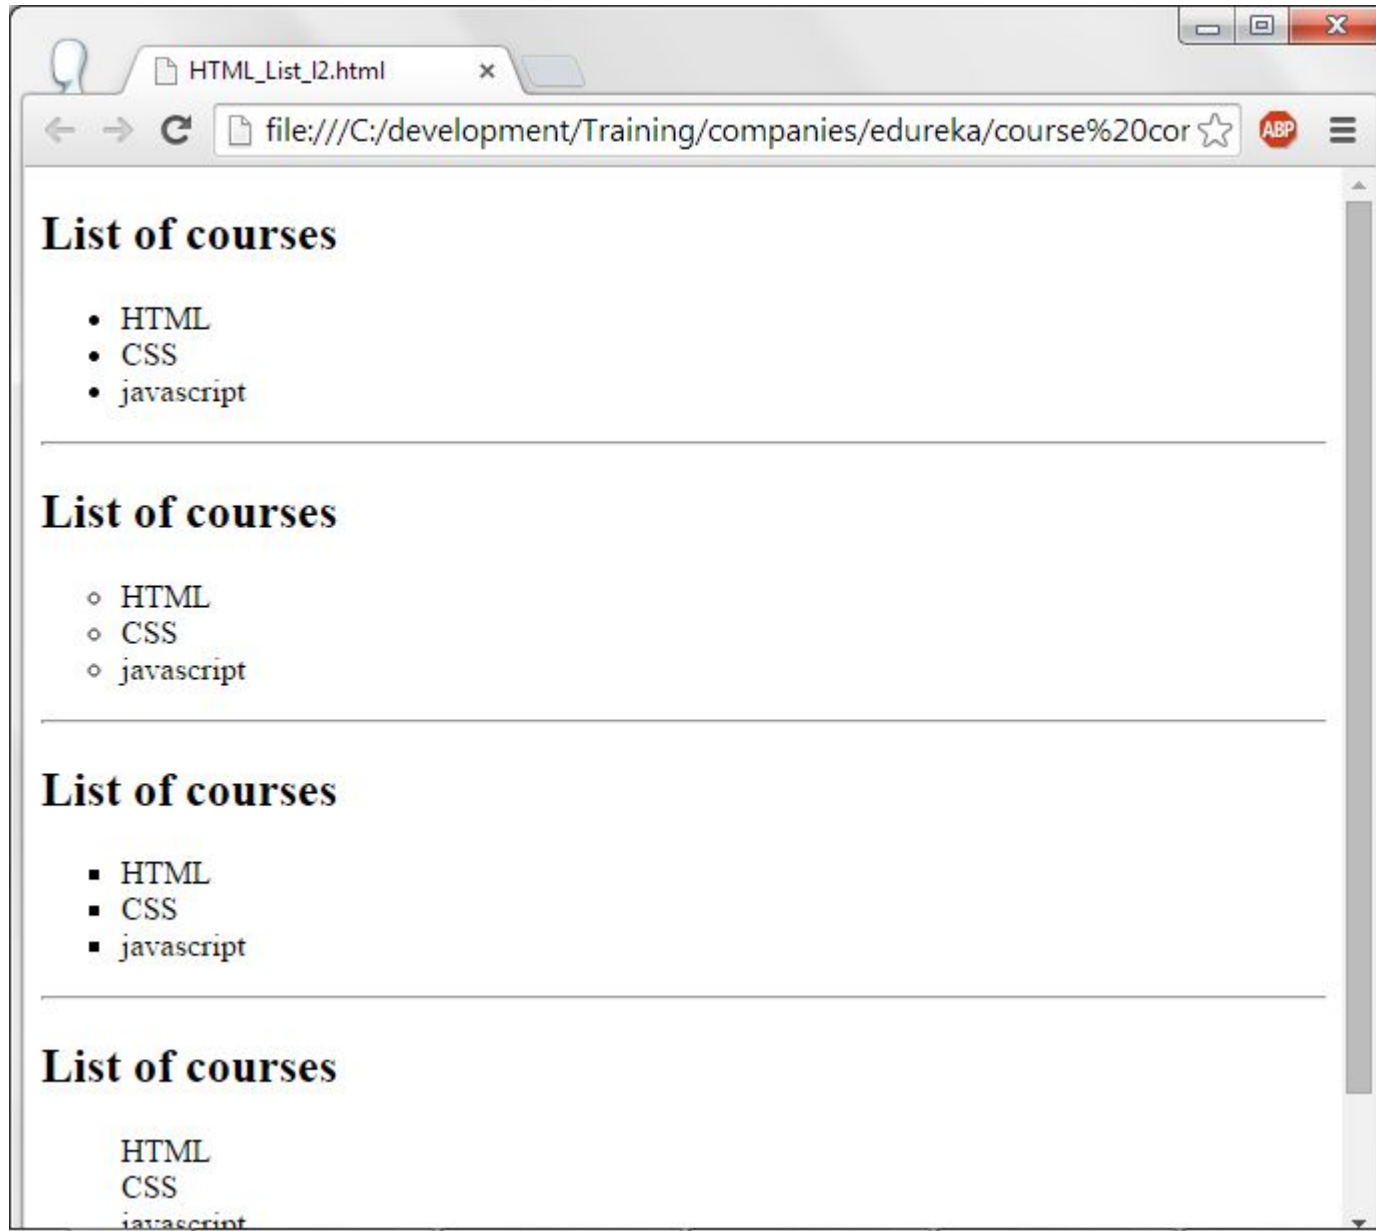 HTML_List_l2.html
file:///C:/development/Training/companies/edureka/course%20cor
ABP
List of courses
HTML
CSS
javascript
List of courses
HTML
CSS
javascript
List of courses
HTML
CSS
javascript
List of courses
HTML
CSS
javascript